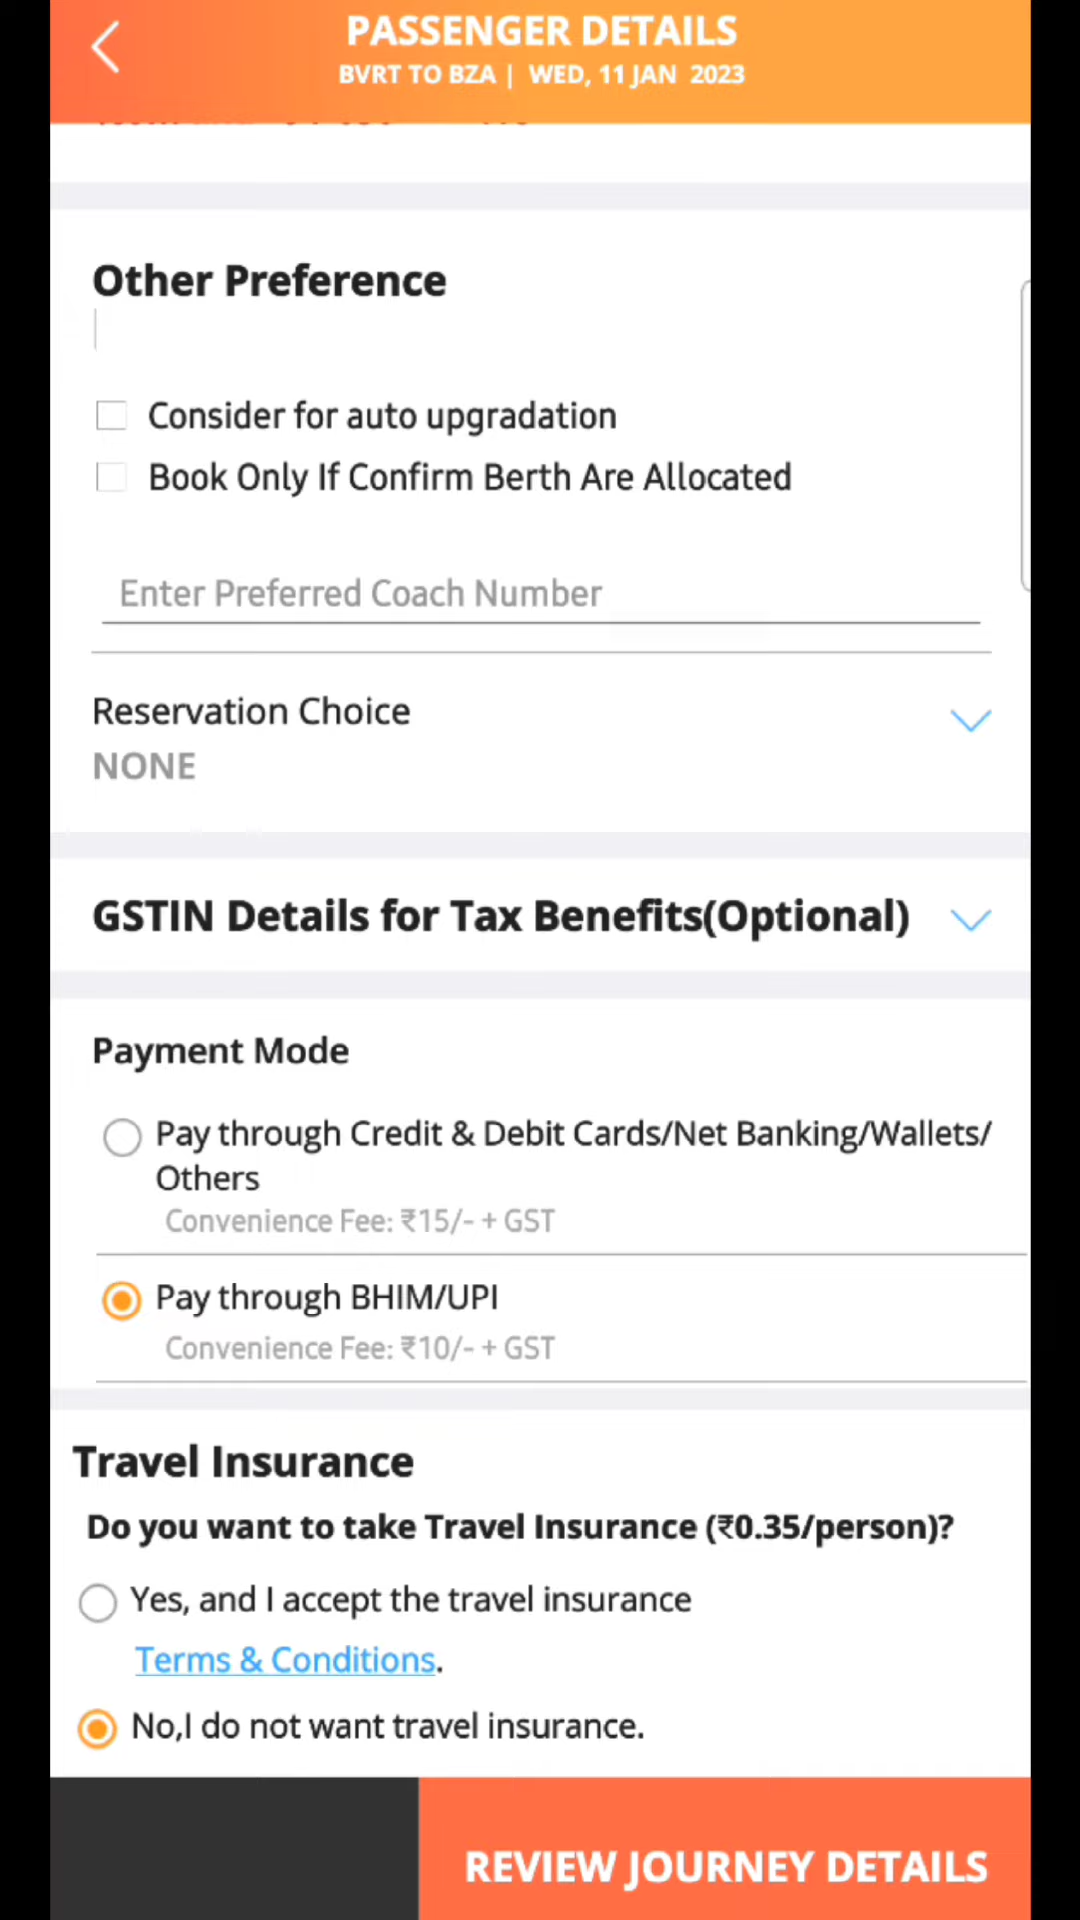 PASSENGER DETAILS
BVRT TO BZA | WED, 11 JAN 2023
Other Preference
Consider for auto upgradation
Book Only If Confirm Berth Are Allocated
Enter Preferred Coach Number
Reservation Choice
NONE
GSTIN Details for Tax Benefits(Optional)
Payment Mode
Pay through Credit & Debit Cards/Net Banking/Wallets/
Others
Convenience Fee: ₹15/- + GST
Pay through BHIM/UPI
Convenience Fee: ₹10/- + GST
Travel Insurance
Do you want to take Travel Insurance (₹0.35/person)?
Yes, and I accept the travel insurance
Terms & Conditions.
No,I do not want travel insurance.
REVIEW JOURNEY DETAILS